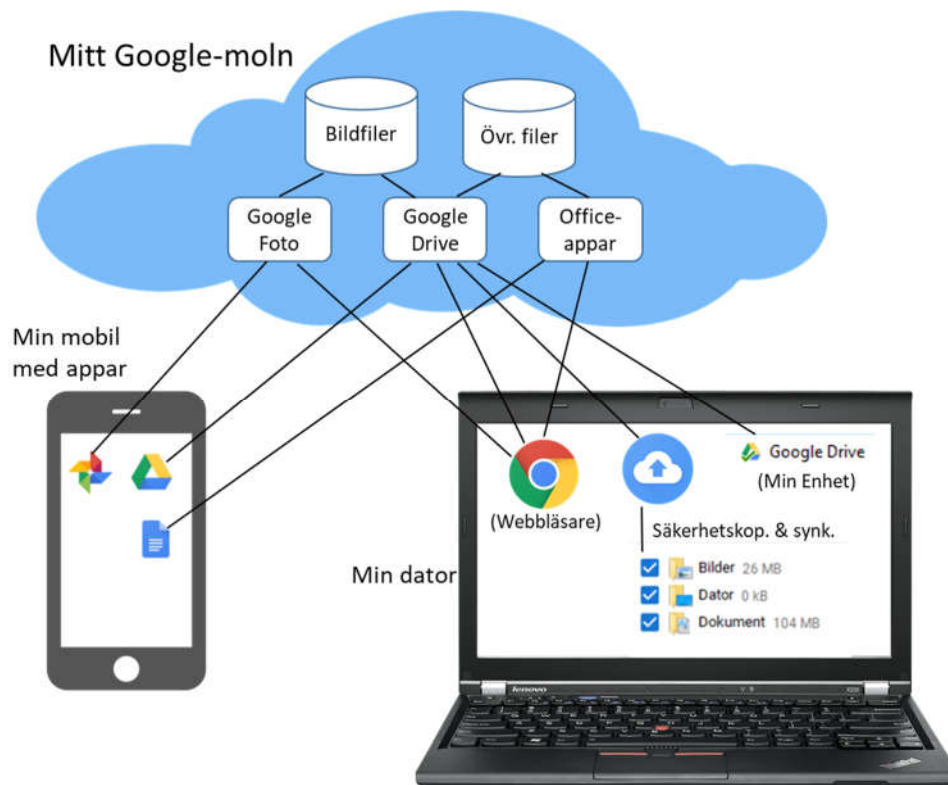 Mitt Google-moln
Bildfiler
Övr. filer
Google
Foto
Google
Drive
Office-
appar
Min mobil
med appar
Google Drive
(Min Enhet)
(Webbläsare)
Säkerhetskop. & synk.
Min dator
Bilder 26 MB
Dator 0 kB
Dokument 104 MB
lenovo